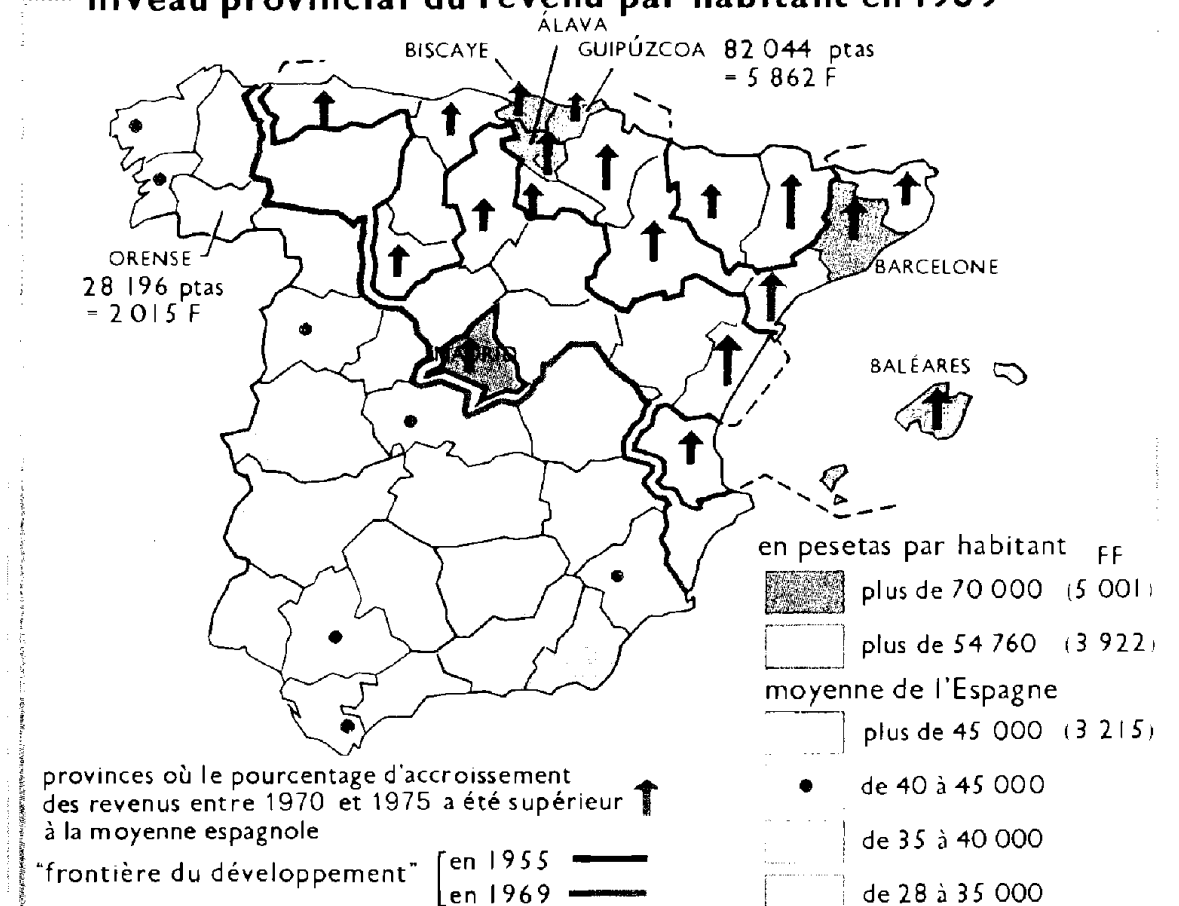 niveau provincial du revenu par habitant en 1969
ÁLAVA
BISCAYE
GUIPÚZCOA 82 044 ptas
= 5 862 F
ORENSE
28 196 ptas
= 2 015 F
BARCELONE
MADRID
BALÉARES
en pesetas par habitant FF
plus de 70 000 (5 001)
plus de 54 760 (3 922)
moyenne de l'Espagne
plus de 45 000 (3 215)
de 40 à 45 000
de 35 à 40 000
de 28 à 35 000
provinces où le pourcentage d'accroissement
des revenus entre 1970 et 1975 a été supérieur
à la moyenne espagnole
"frontière du développement"
en 1955
en 1969